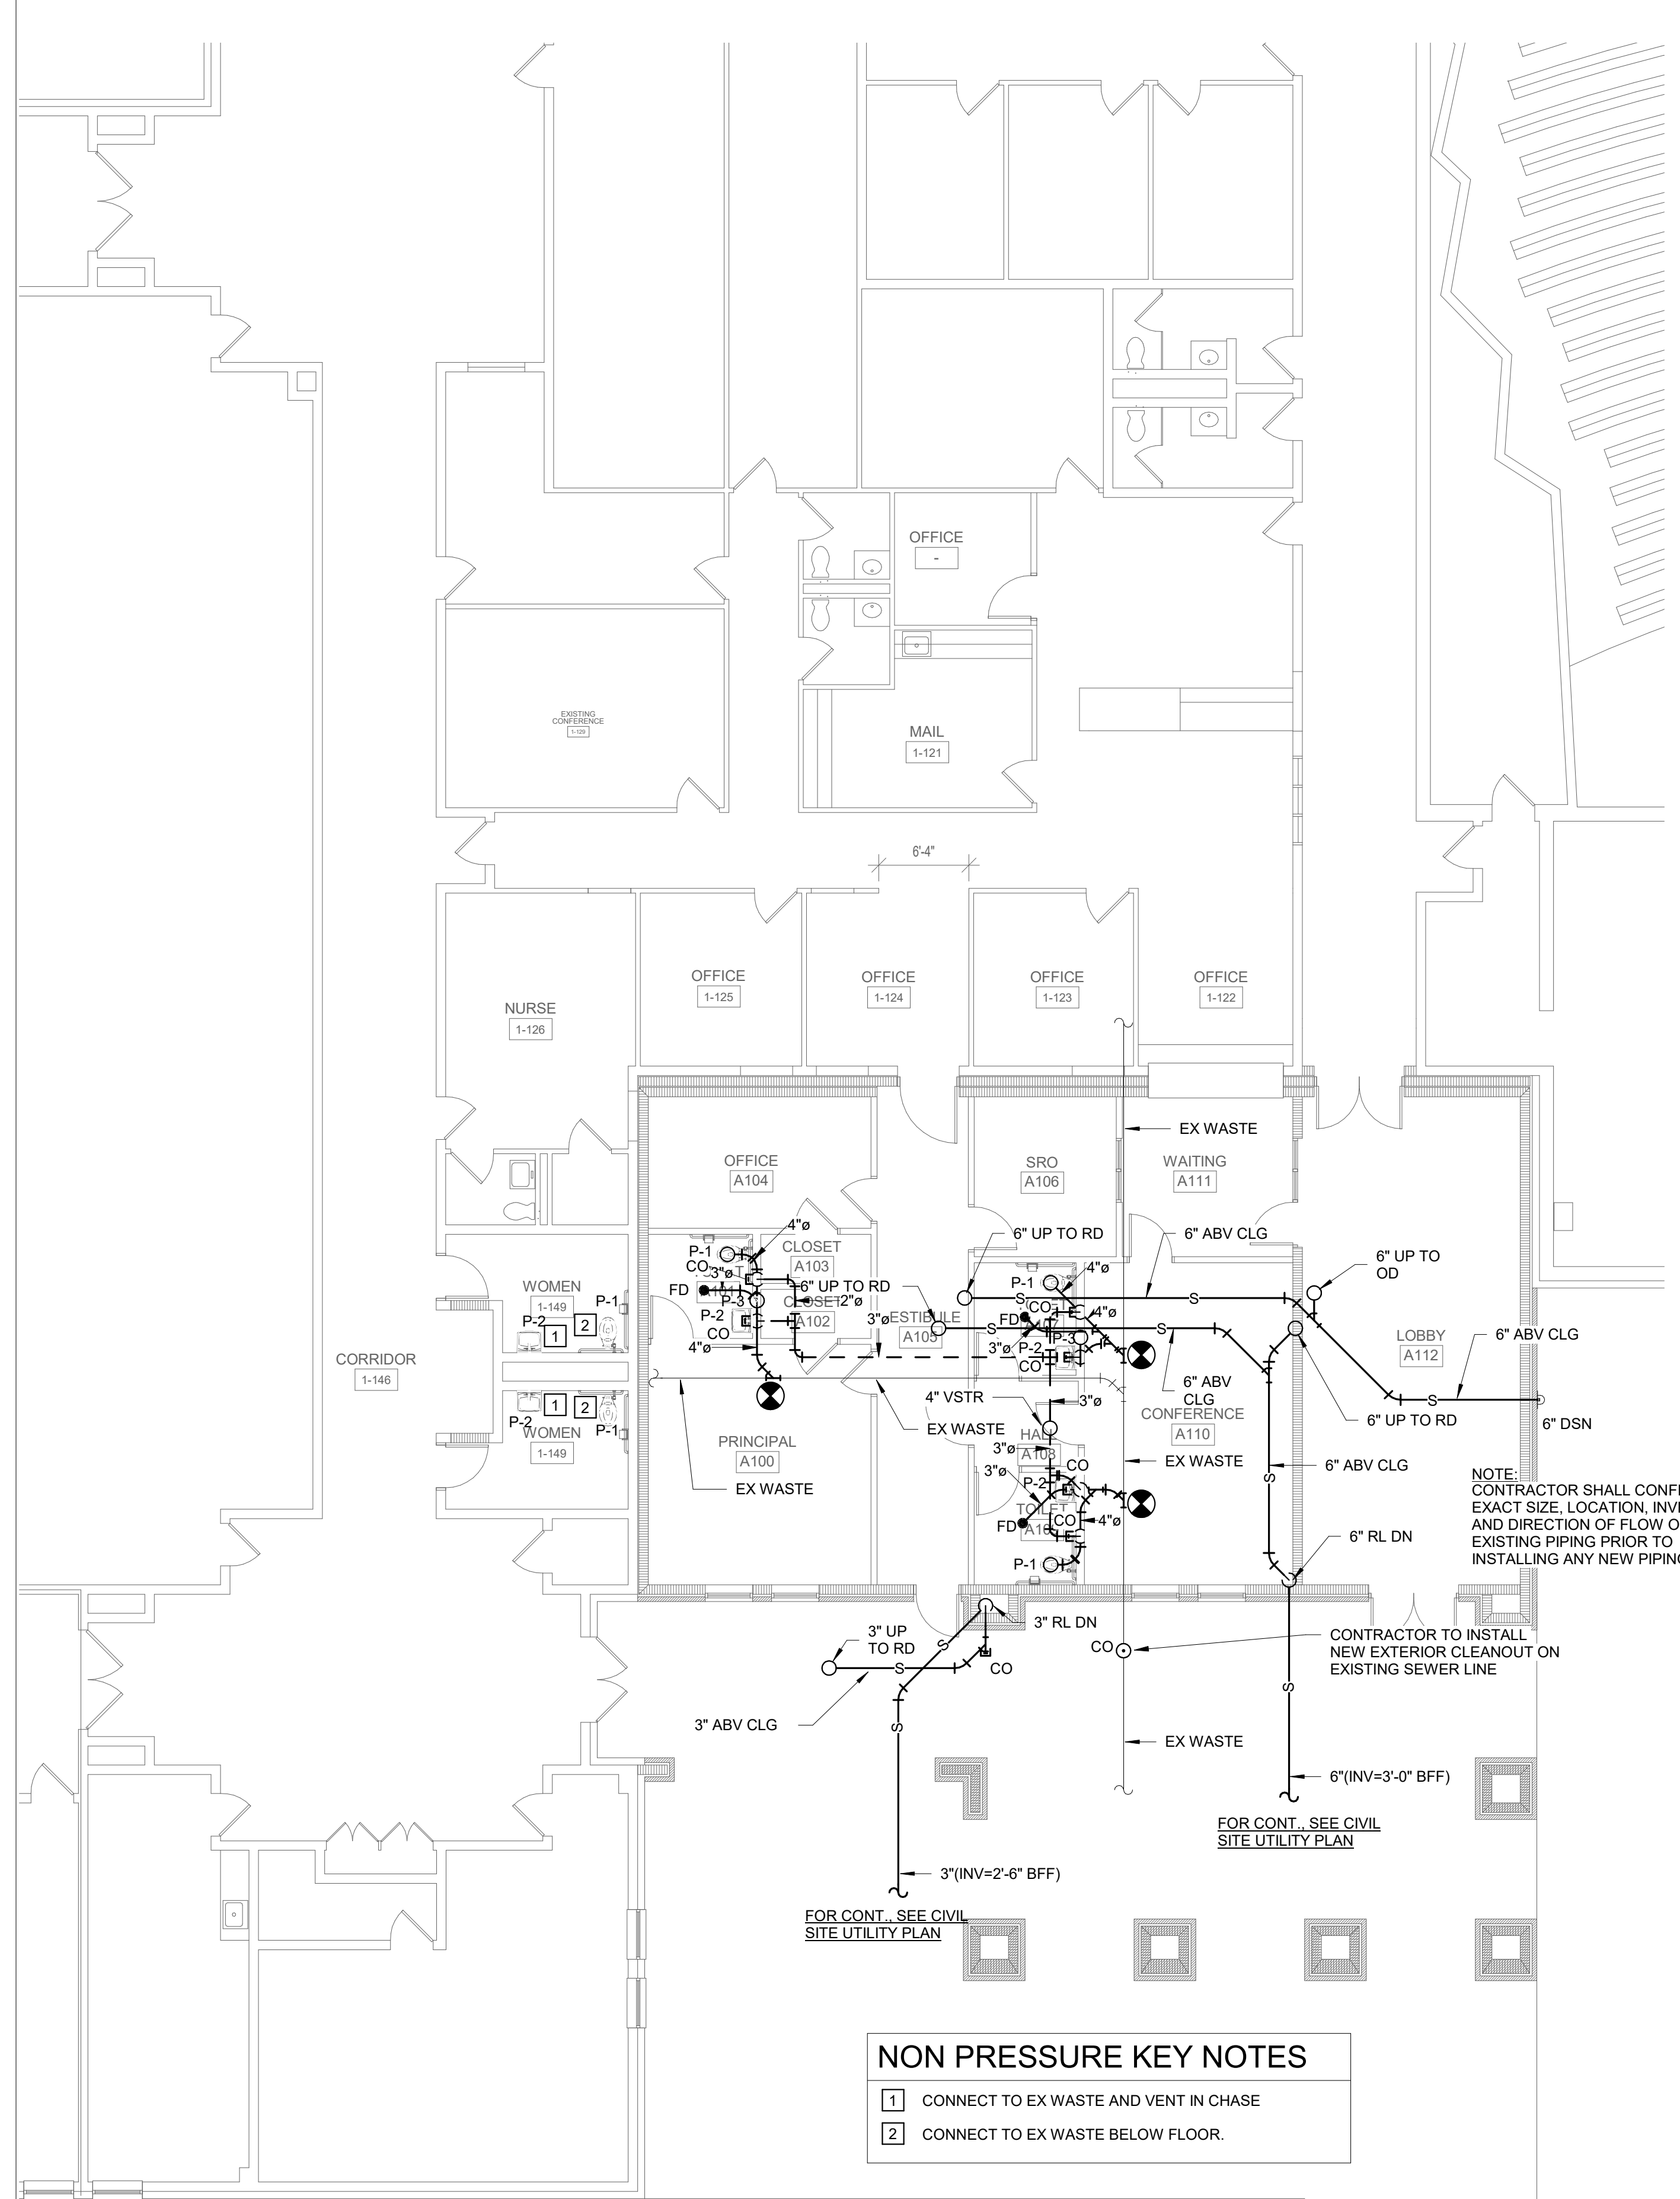 OFFICE
-
EXISTING
CONFERENCE
1-129
MAIL
1-121
6'-4"
OFFICE
1-125
OFFICE
1-124
OFFICE
1-123
OFFICE
1-122
NURSE
1-126
EX WASTE
OFFICE
A104
SRO
A106
WAITING
A111
4"ø
CLOSET
A103
P-1
CO
3"ø
FD
P-3
P-2
CO
4"ø
6" UP TO RD
CLOSET
A102
2"ø
3"ø
A105
6" UP TO RD
6" ABV CLG
6" UP TO
OD
P-1
4"ø
S
S
CO
4"ø
FD
P-3
3"ø
P-2
CO
S
S
6" ABV
CLG
LOBBY
A112
6" ABV CLG
S
6" UP TO RD
6" DSN
WOMEN
1-149
P-1
P-2
1
2
CORRIDOR
1-146
1
2
P-2
WOMEN
P-1
1-149
4" VSTR
3"ø
EX WASTE
CONFERENCE
A110
PRINCIPAL
A100
EX WASTE
3"ø
A108
CO
EX WASTE
6" ABV CLG
S
3"ø
P-2
TOILET
FD
CO
4"ø
P-1
NOTE:
CONTRACTOR SHALL
EXACT SIZE, LOCATION,
AND DIRECTION OF FLOW
EXISTING PIPING PRIOR TO
INSTALLING ANY NEW
6" RL DN
3" RL DN
3" UP
TO RD
S
S
CO
CO
CONTRACTOR TO INSTALL
NEW EXTERIOR CLEANOUT ON
EXISTING SEWER LINE
3" ABV CLG
S
S
EX WASTE
6"(INV=3'-0" BFF)
FOR CONT., SEE CIVIL
SITE UTILITY PLAN
3"(INV=2'-6" BFF)
FOR CONT., SEE CIVIL
SITE UTILITY PLAN
NON PRESSURE KEY NOTES
1 CONNECT TO EX WASTE AND VENT IN CHASE
2 CONNECT TO EX WASTE BELOW FLOOR.